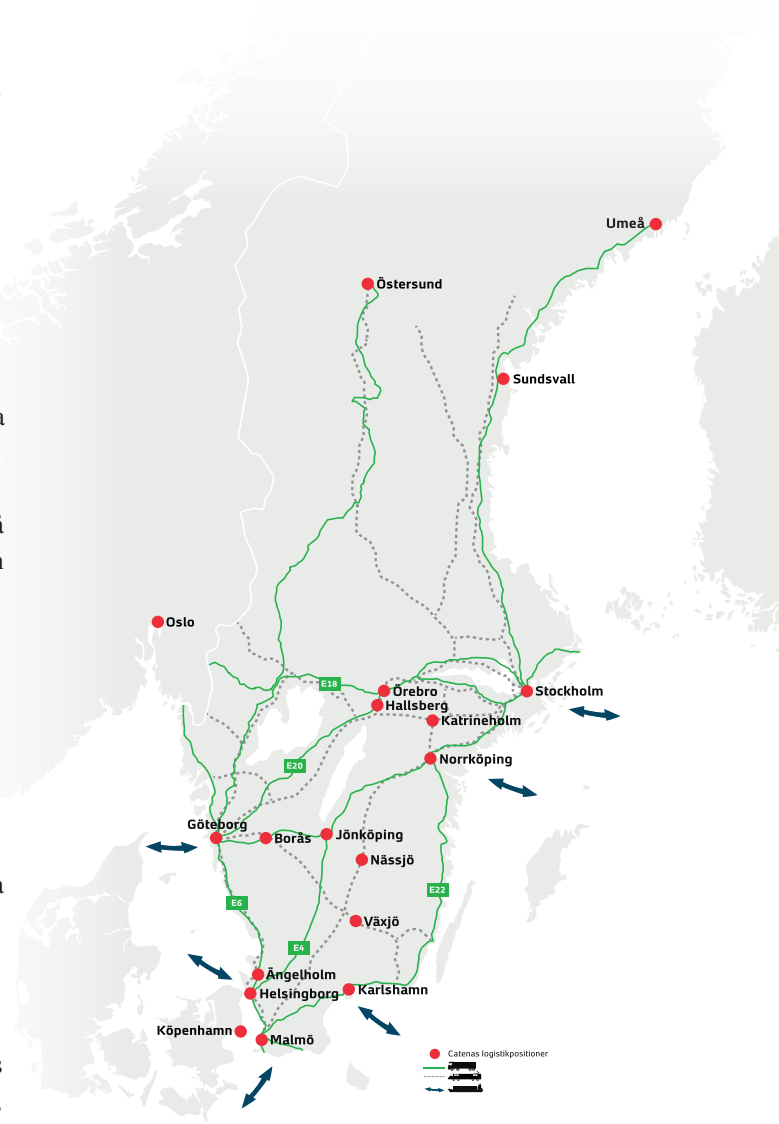 Umeå
Östersund
Sundsvall
Oslo
E18
Örebro
Stockholm
Hallsberg
Katrineholm
Norrköping
E20
Göteborg
Borås
Jönköping
Nässjö
E22
E6
Växjö
E4
Ängelholm
Helsingborg
Karlshamn
Köpenhamn
Malmö
Catenas logistikpositioner